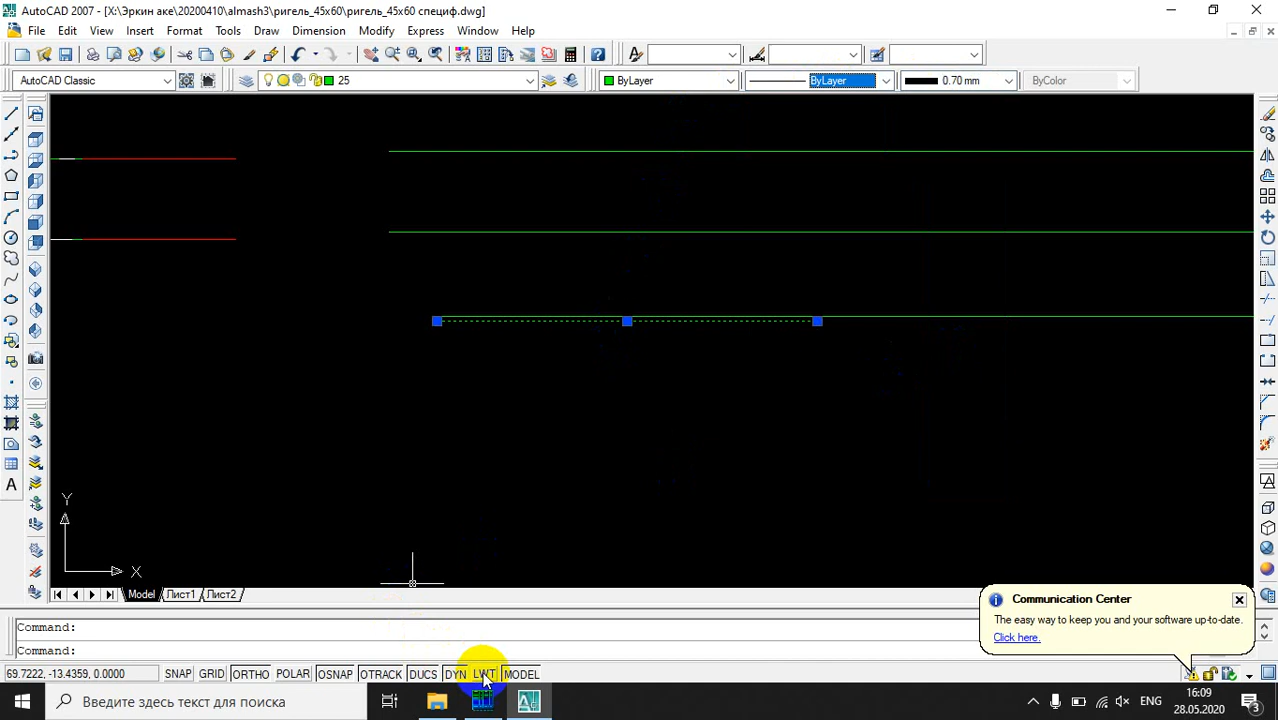 AutoCAD 2007 - [X:\Эркин аке\20200410\almash3\ригель_45x60\ригель_45x60 специф.dwg]
File Edit View Insert Format Tools Draw Dimension Modify Express Window Help
AutoCAD Classic 25 ByLayer ByLayer 0.70 mm ByColor
A
Y
X
Model Лист1 Лист2
Communication Center
The easy way to keep you and your software up-to-date.
Click here.
Command:
Command:
69.7222, -13.4359, 0.0000 SNAP GRID ORTHO POLAR OSNAP OTRACK DUCS DYN LWT MODEL
Введите здесь текст для поиска
ENG
16:09
28.05.2020
3